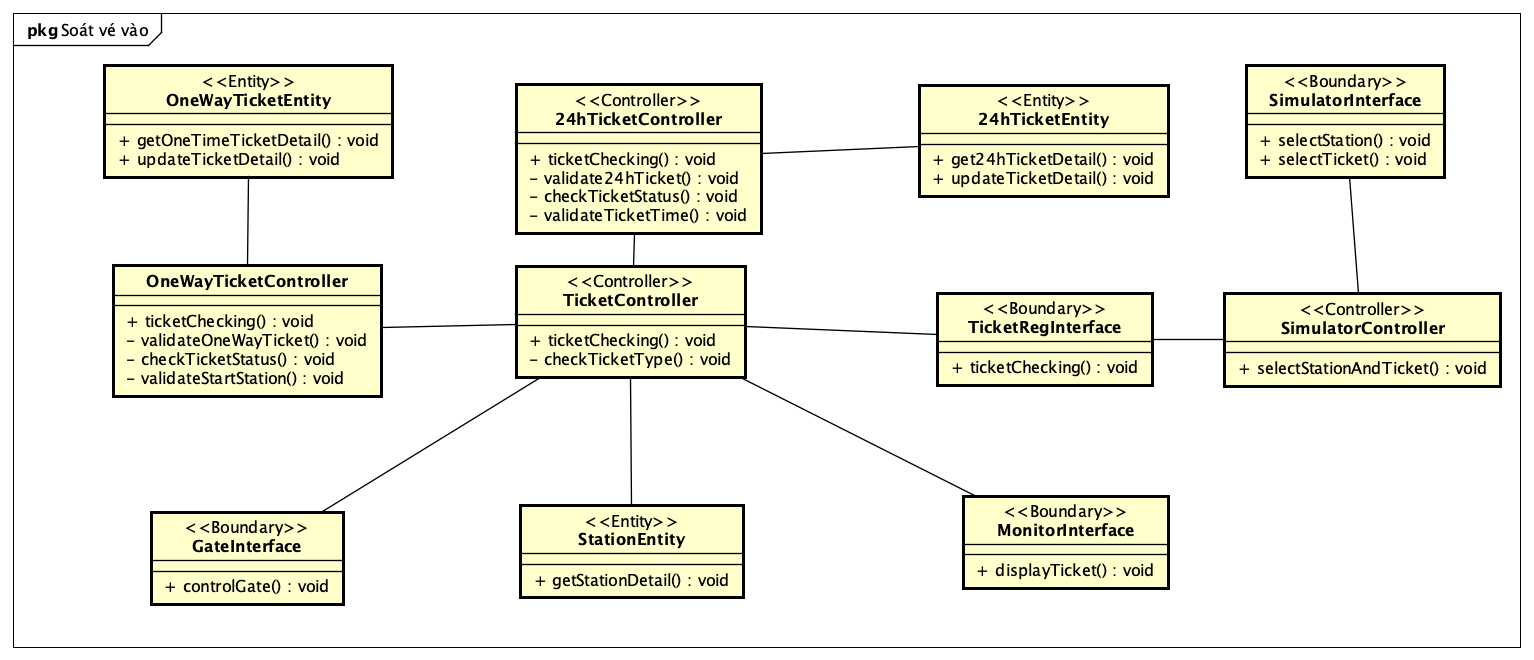 pkg Soát vé vào
<<Entity>>
OneWayTicketEntity
+ getOneTimeTicketDetail() : void
+ updateTicketDetail() : void
<<Controller>>
24hTicketController
+ ticketChecking() : void
- validate24hTicket() : void
- checkTicketStatus() : void
- validateTicketTime() : void
<<Entity>>
24hTicketEntity
+ get24hTicketDetail() : void
+ updateTicketDetail() : void
<<Boundary>>
SimulatorInterface
+ selectStation() : void
+ selectTicket() : void
OneWayTicketController
+ ticketChecking() : void
- validateOneWayTicket() : void
- checkTicketStatus() : void
- validateStartStation() : void
<<Controller>>
TicketController
+ ticketChecking() : void
- checkTicketType() : void
<<Boundary>>
TicketRegInterface
+ ticketChecking() : void
<<Controller>>
SimulatorController
+ selectStationAndTicket() : void
<<Boundary>>
GateInterface
+ controlGate() : void
<<Entity>>
StationEntity
+ getStationDetail() : void
<<Boundary>>
MonitorInterface
+ displayTicket() : void